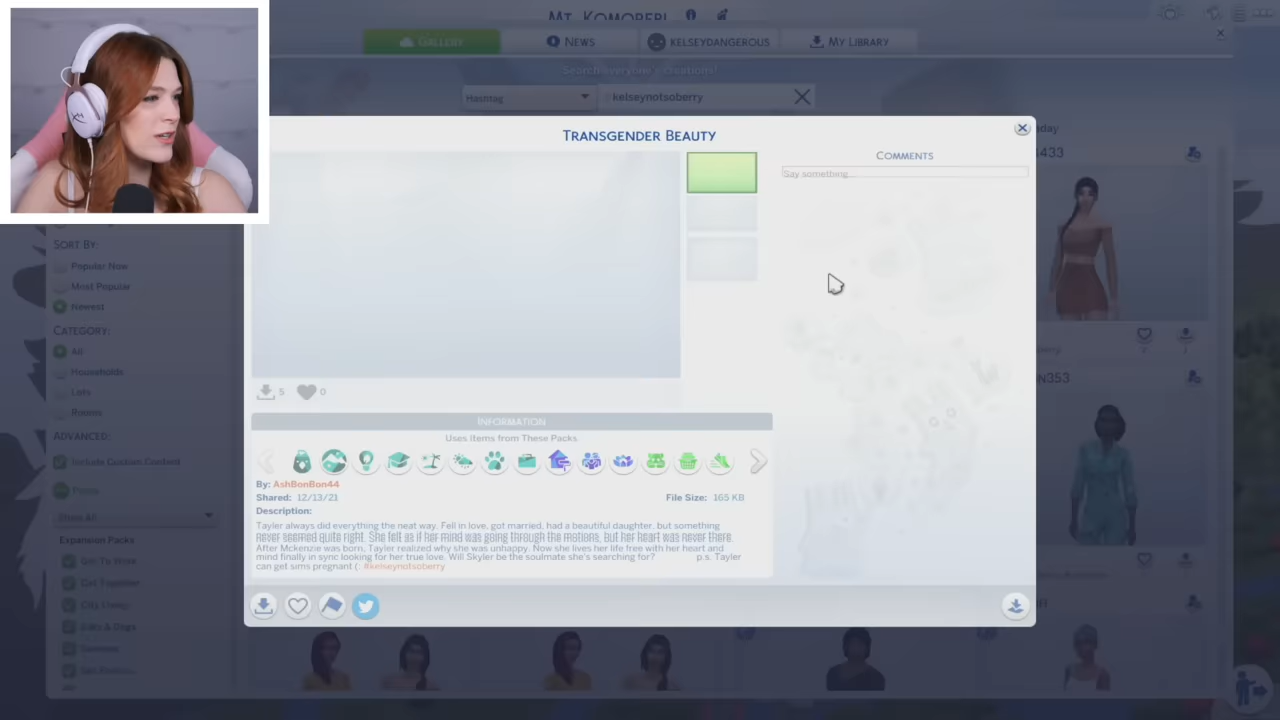 Mt. Komorebi
Gallery
News
KELSEYDANGEROUS
My Library
Search everyone's creations!
Hashtag
kelseynotsoberry
Transgender Beauty
Comments
Say something...
5
0
Information
Uses Items from These Packs
By: AshBonBon44
Shared: 12/13/21
File Size: 165 KB
Description:
Tayler always did everything the neat way. Fell in love, got married, had a beautiful daughter, but something
never seemed quite right. She felt as if her mind was going through the motions, but her heart was never there.
After Mckenzie was born, Tayler realized why she was unhappy. Now she lives her life free with her heart and
mind finally in sync looking for her true love. Will Skyler be the soulmate she's searching for? p.s. Tayler
can get sims pregnant (: #kelseynotsoberry
Sort By:
Popular Now
Most Popular
Newest
Category:
All
Households
Lots
Rooms
Advanced:
Include Custom Content
Packs
Show All
Expansion Packs
Get To Work
Get Together
City Living
Cats & Dogs
Seasons